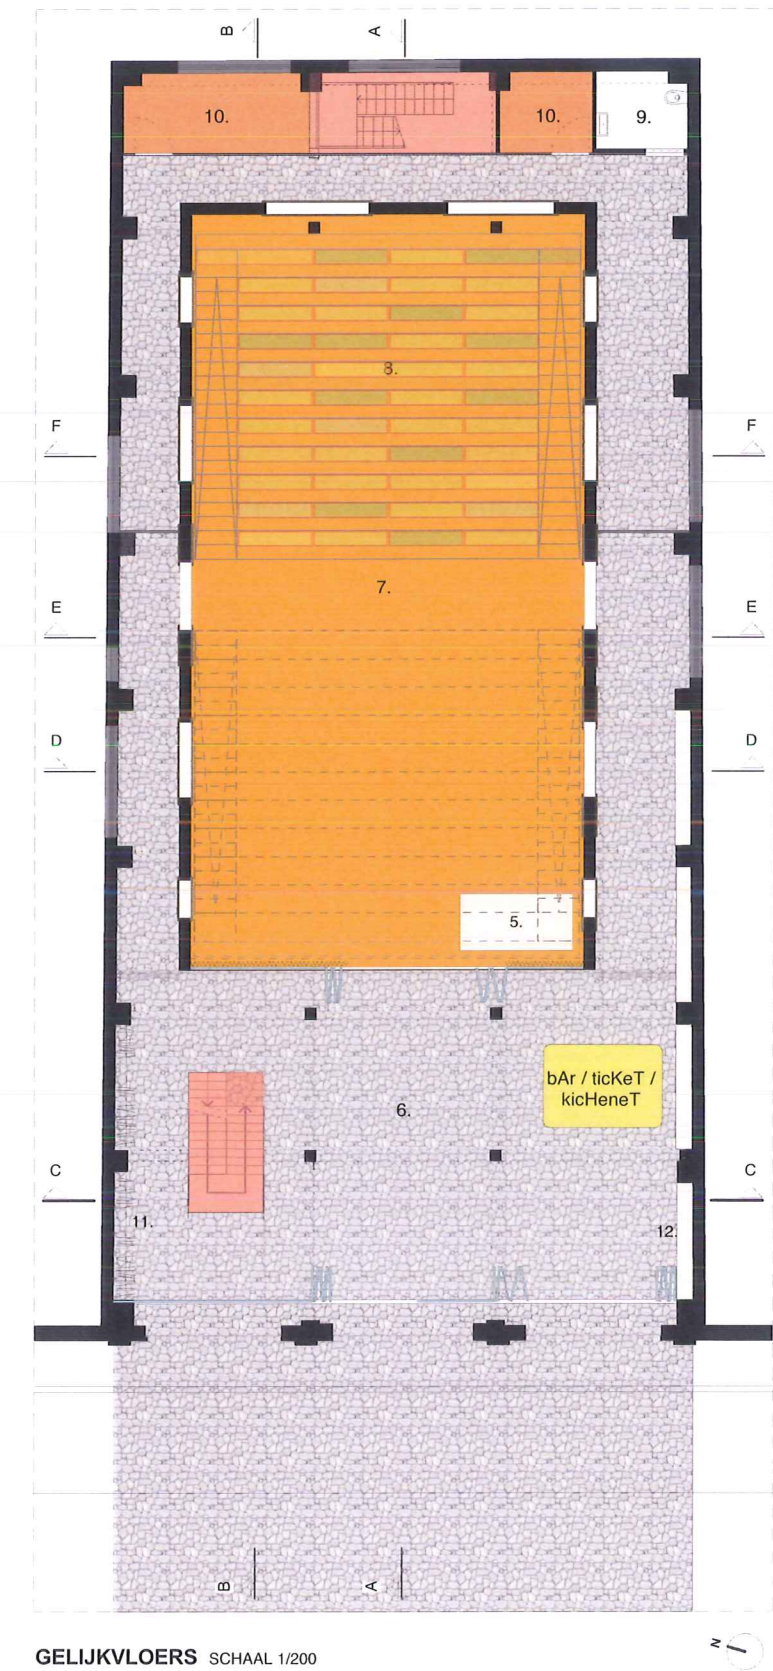 B
A
10.
10.
9.
8.
F
F
7.
E
E
D
D
5.
bAr / ticKeT /
kicHeneT
6.
C
C
11.
12.
B
A
GELIJKVLOERS SCHAAL 1/200
N